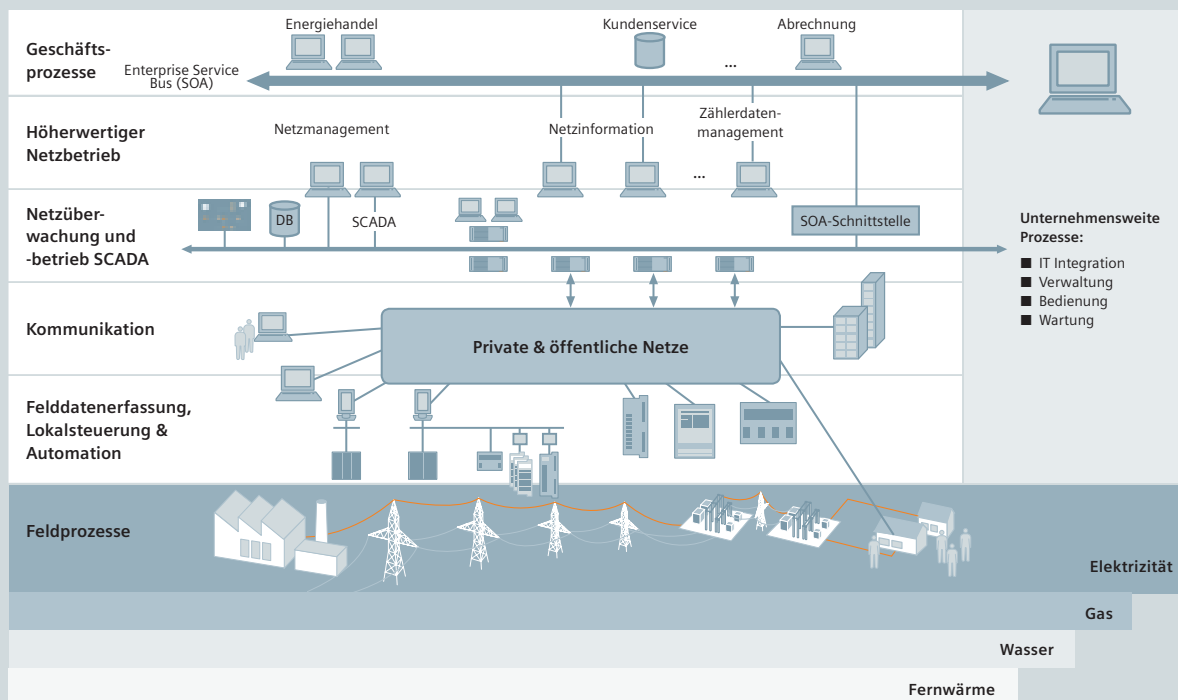 Geschäfts-
prozesse
Energiehandel
Kundenservice
Abrechnung
...
Enterprise Service
Bus (SOA)
Höherwertiger
Netzbetrieb
Netzmanagement
Netzinformation
Zählerdaten-
management
...
Netzüber-
wachung und
-betrieb SCADA
DB
SCADA
SOA-Schnittstelle
Unternehmensweite
Prozesse:
■ IT Integration
■ Verwaltung
■ Bedienung
■ Wartung
Kommunikation
Private & öffentliche Netze
Felddatenerfassung,
Lokalsteuerung &
Automation
Feldprozesse
Elektrizität
Gas
Wasser
Fernwärme